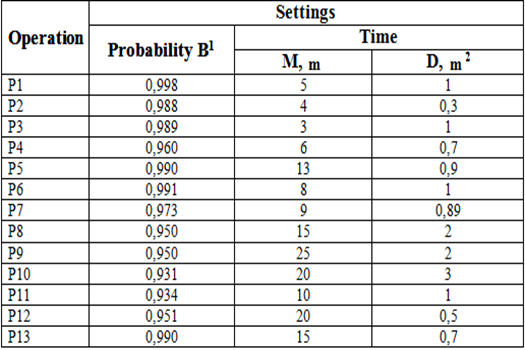 Operation Probability B¹ Settings
Time
M, m D, m²
P1 0,998 5 1
P2 0,988 4 0,3
P3 0,989 3 1
P4 0,960 6 0,7
P5 0,990 13 0,9
P6 0,991 8 1
P7 0,973 9 0,89
P8 0,950 15 2
P9 0,950 25 2
P10 0,931 20 3
P11 0,934 10 1
P12 0,951 20 0,5
P13 0,990 15 0,7